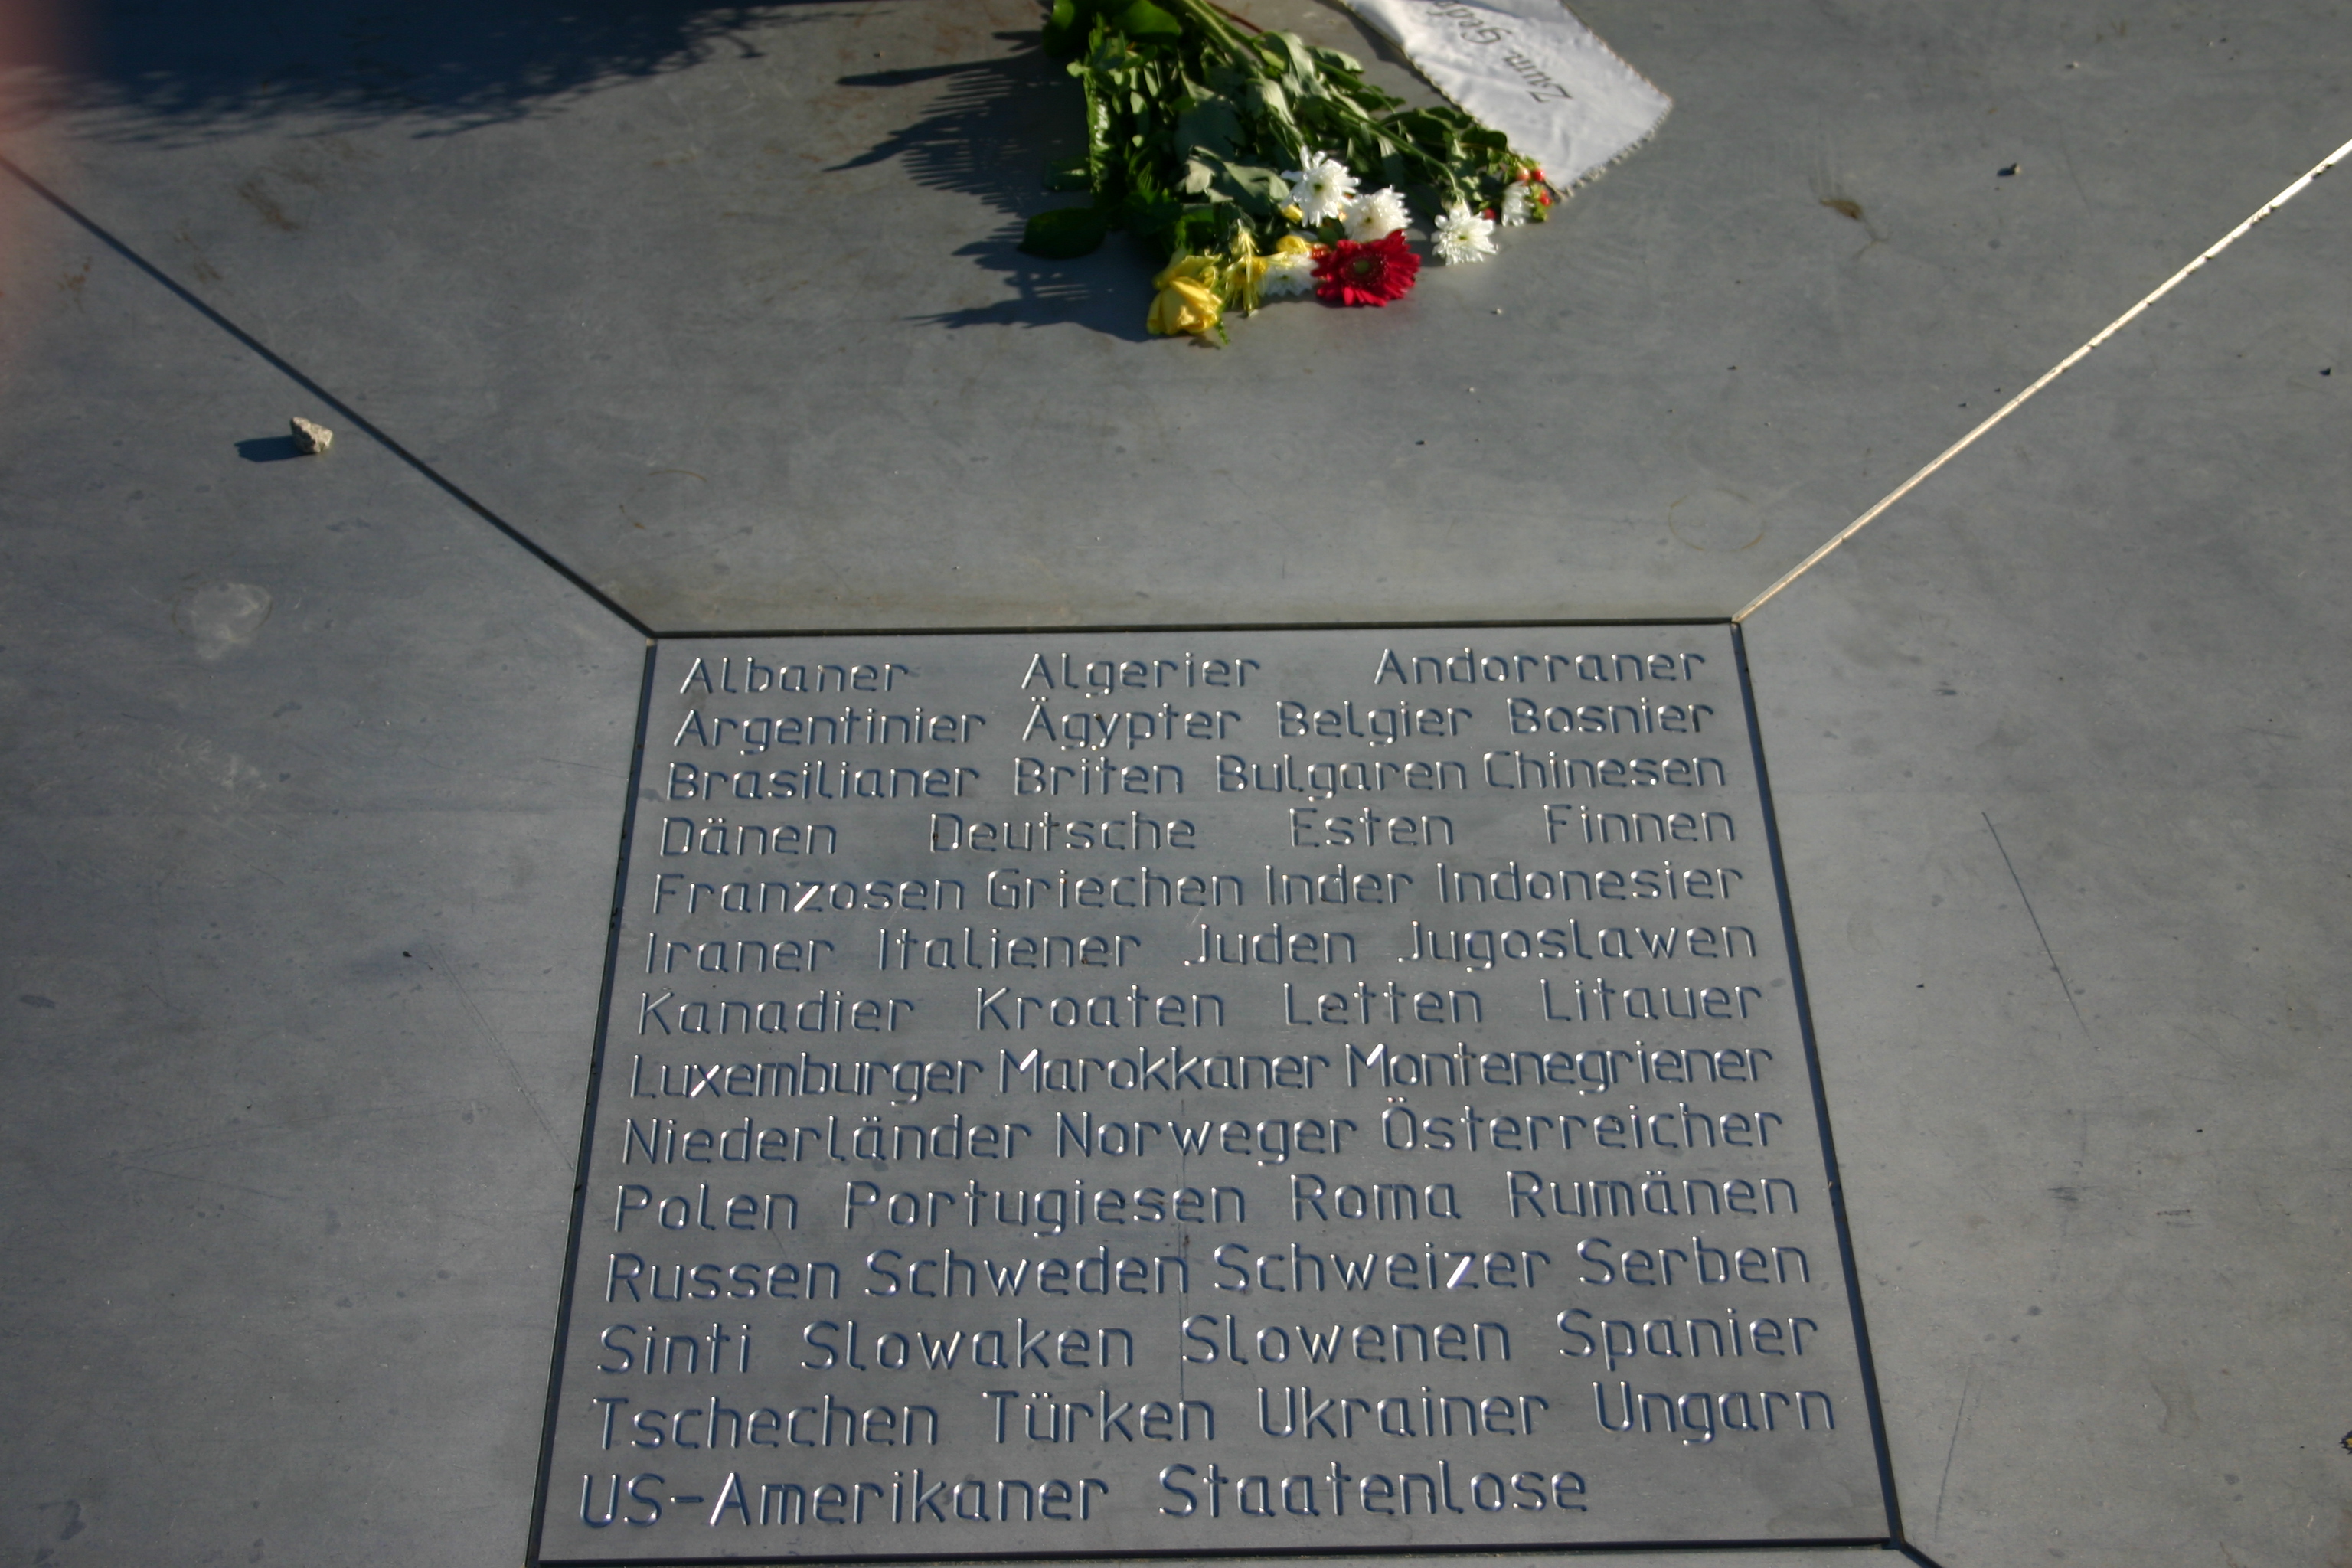 Zum
Albaner Algerier Andorraner
Argentinier Ägypter Belgier Bosnier
Brasilianer Briten Bulgaren Chinesen
Dänen Deutsche Esten Finnen
Franzosen Griechen Inder Indonesier
Iraner Italiener Juden Jugoslawen
Kanadier Kroaten Letten Litauer
Luxemburger Marokkaner Montenegriener
Niederländer Norweger Österreicher
Polen Portugiesen Roma Rumänen
Russen Schweden Schweizer Serben
Sinti Slowaken Slowenen Spanier
Tschechen Türken Ukrainer Ungarn
US-Amerikaner Staatenlose